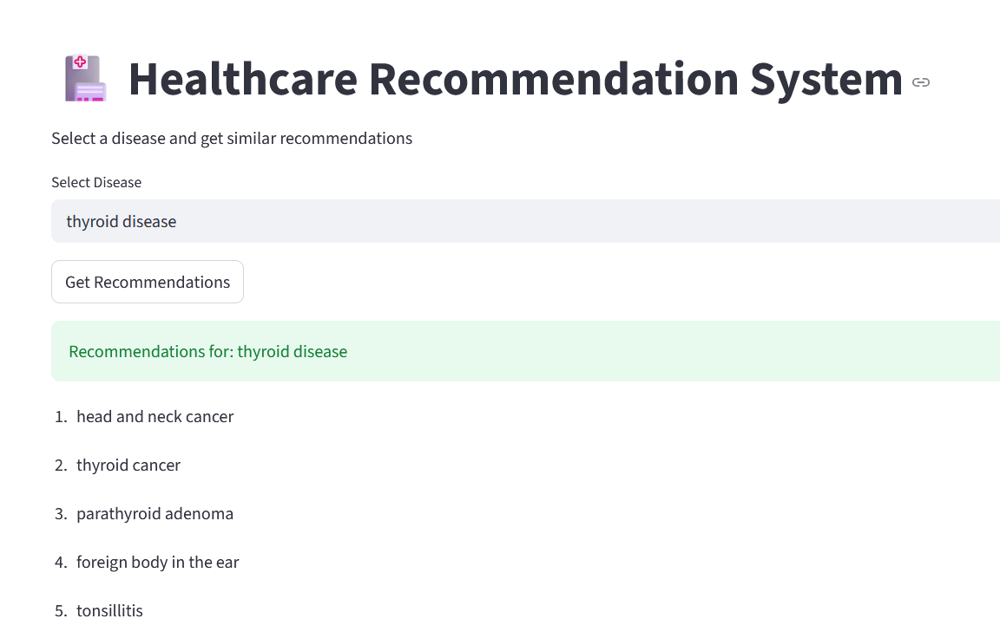 Healthcare Recommendation System
Select a disease and get similar recommendations
Select Disease
thyroid disease
Get Recommendations
Recommendations for: thyroid disease
1. head and neck cancer
2. thyroid cancer
3. parathyroid adenoma
4. foreign body in the ear
5. tonsillitis